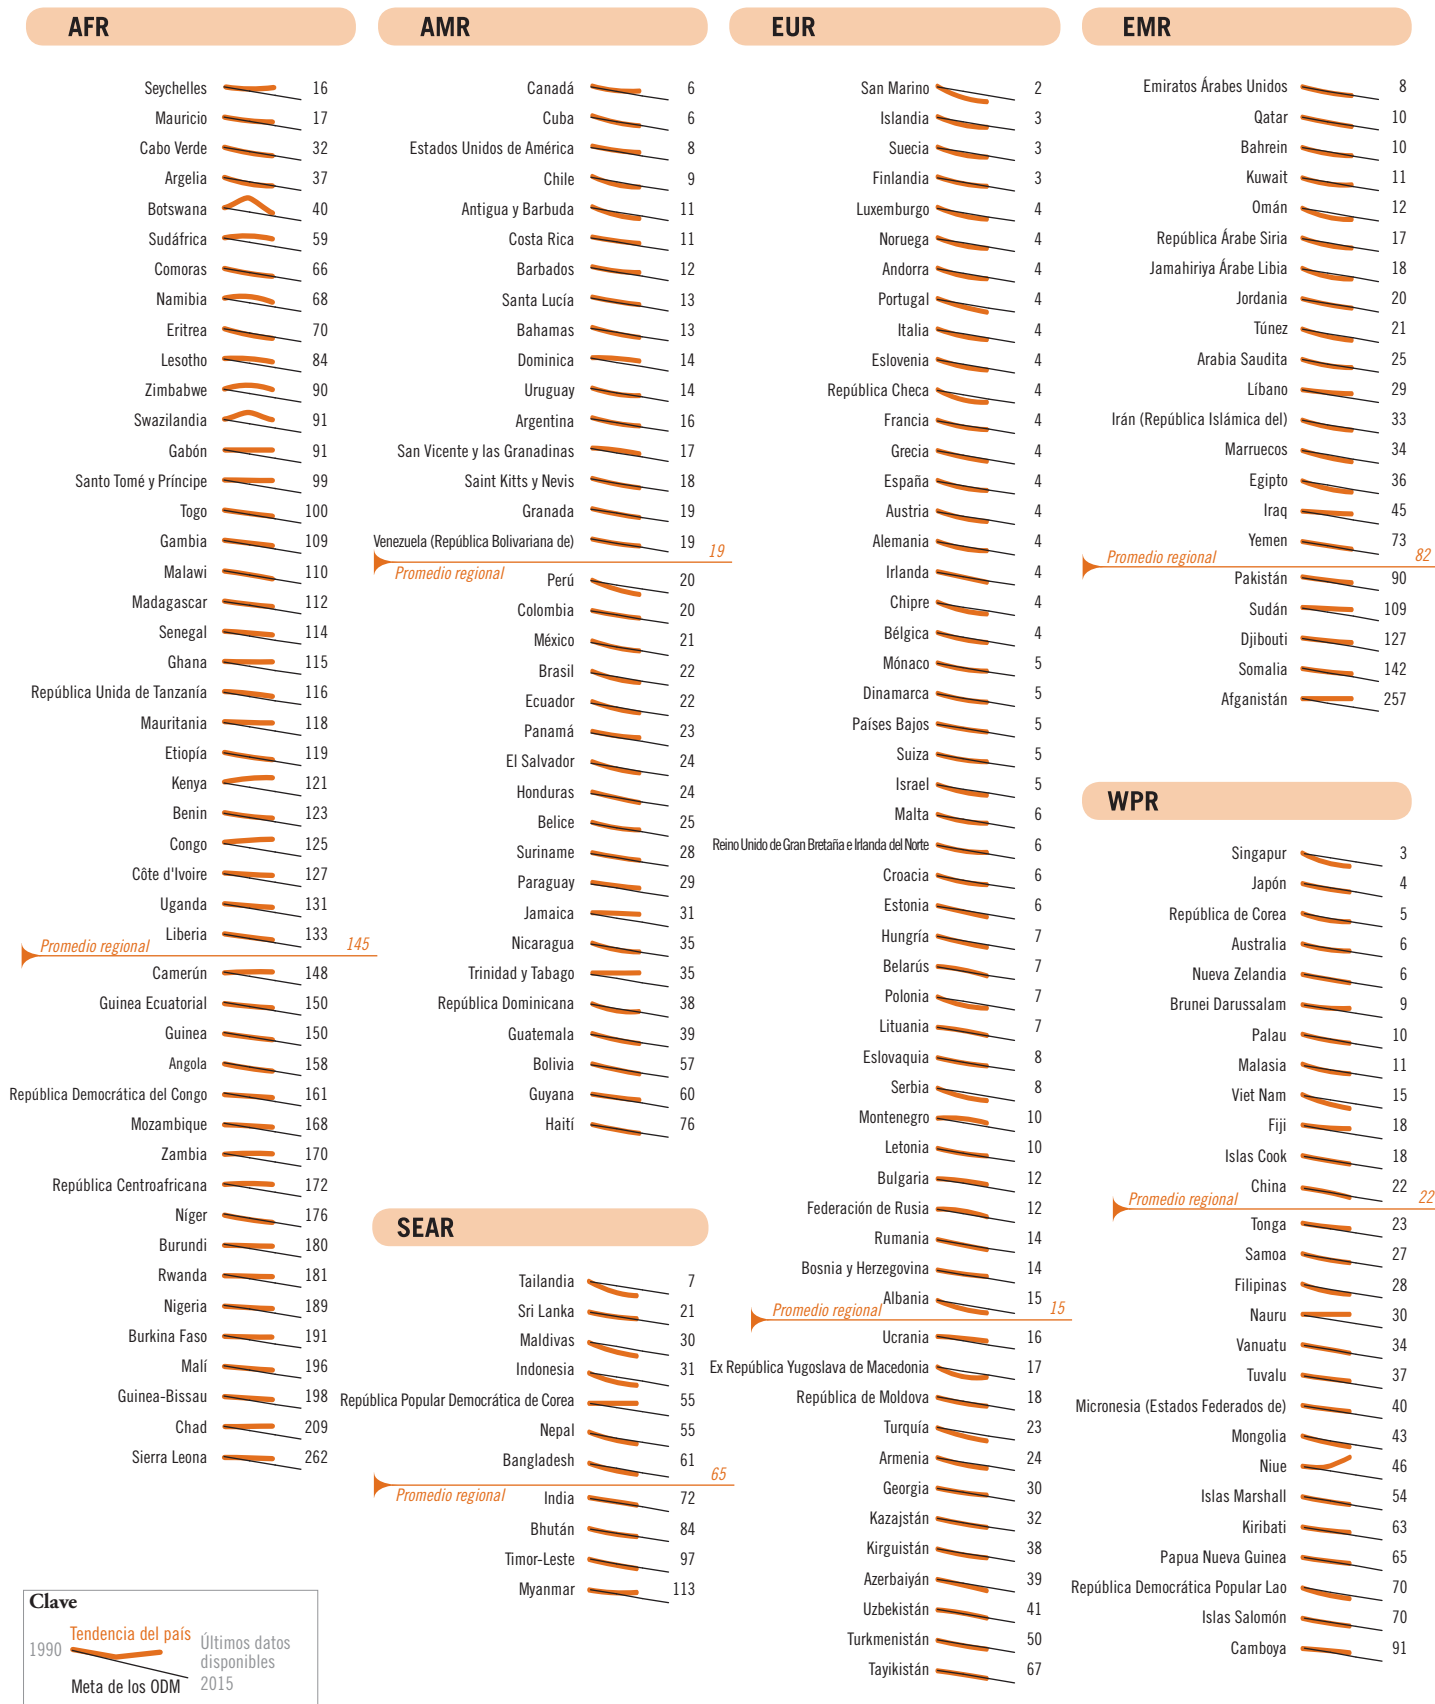 AFR
Seychelles 16
Mauricio 17
Cabo Verde 32
Argelia 37
Botswana 40
Sudáfrica 59
Comoras 66
Namibia 68
Eritrea 70
Lesotho 84
Zimbabwe 90
Swazilandia 91
Gabón 91
Santo Tomé y Príncipe 99
Togo 100
Gambia 109
Malawi 110
Madagascar 112
Senegal 114
Ghana 115
República Unida de Tanzanía 116
Mauritania 118
Etiopía 119
Kenya 121
Benin 123
Congo 125
Côte d'Ivoire 127
Uganda 131
Liberia 133
Promedio regional 145
Camerún 148
Guinea Ecuatorial 150
Guinea 150
Angola 158
República Democrática del Congo 161
Mozambique 168
Zambia 170
República Centroafricana 172
Níger 176
Burundi 180
Rwanda 181
Nigeria 189
Burkina Faso 191
Malí 196
Guinea-Bissau 198
Chad 209
Sierra Leona 262
Clave
Tendencia del país
1990
Últimos datos
disponibles
Meta de los ODM 2015
AMR
Canadá 6
Cuba 6
Estados Unidos de América 8
Chile 9
Antigua y Barbuda 11
Costa Rica 11
Barbados 12
Santa Lucía 13
Bahamas 13
Dominica 14
Uruguay 14
Argentina 16
San Vicente y las Granadinas 17
Saint Kitts y Nevis 18
Granada 19
Venezuela (República Bolivariana de) 19
Promedio regional 19
Perú 20
Colombia 20
México 21
Brasil 22
Ecuador 22
Panamá 23
El Salvador 24
Honduras 24
Belice 25
Suriname 28
Paraguay 29
Jamaica 31
Nicaragua 35
Trinidad y Tabago 35
República Dominicana 38
Guatemala 39
Bolivia 57
Guyana 60
Haití 76
SEAR
Tailandia 7
Sri Lanka 21
Maldivas 30
Indonesia 31
República Popular Democrática de Corea 55
Nepal 55
Bangladesh 61
Promedio regional 65
India 72
Bhután 84
Timor-Leste 97
Myanmar 113
EUR
San Marino 2
Islandia 3
Suecia 3
Finlandia 3
Luxemburgo 4
Noruega 4
Andorra 4
Portugal 4
Italia 4
Eslovenia 4
República Checa 4
Francia 4
Grecia 4
España 4
Austria 4
Alemania 4
Irlanda 4
Chipre 4
Bélgica 4
Mónaco 5
Dinamarca 5
Países Bajos 5
Suiza 5
Israel 5
Malta 6
Reino Unido de Gran Bretaña e Irlanda del Norte 6
Croacia 6
Estonia 6
Hungría 7
Belarús 7
Polonia 7
Lituania 7
Eslovaquia 8
Serbia 8
Montenegro 10
Letonia 10
Bulgaria 12
Federación de Rusia 12
Rumania 14
Bosnia y Herzegovina 14
Albania 15
Promedio regional 15
Ucrania 16
Ex República Yugoslava de Macedonia 17
República de Moldova 18
Turquía 23
Armenia 24
Georgia 30
Kazajstán 32
Kirguistán 38
Azerbaiyán 39
Uzbekistán 41
Turkmenistán 50
Tayikistán 67
EMR
Emiratos Árabes Unidos 8
Qatar 10
Bahrein 10
Kuwait 11
Omán 12
República Árabe Siria 17
Jamahiriya Árabe Libia 18
Jordania 20
Túnez 21
Arabia Saudita 25
Líbano 29
Irán (República Islámica del) 33
Marruecos 34
Egipto 36
Iraq 45
Yemen 73
Promedio regional 82
Pakistán 90
Sudán 109
Djibouti 127
Somalia 142
Afganistán 257
WPR
Singapur 3
Japón 4
República de Corea 5
Australia 6
Nueva Zelandia 6
Brunei Darussalam 9
Palau 10
Malasia 11
Viet Nam 15
Fiji 18
Islas Cook 18
China 22
Promedio regional 22
Tonga 23
Samoa 27
Filipinas 28
Nauru 30
Vanuatu 34
Tuvalu 37
Micronesia (Estados Federados de) 40
Mongolia 43
Niue 46
Islas Marshall 54
Kiribati 63
Papua Nueva Guinea 65
República Democrática Popular Lao 70
Islas Salomón 70
Camboya 91